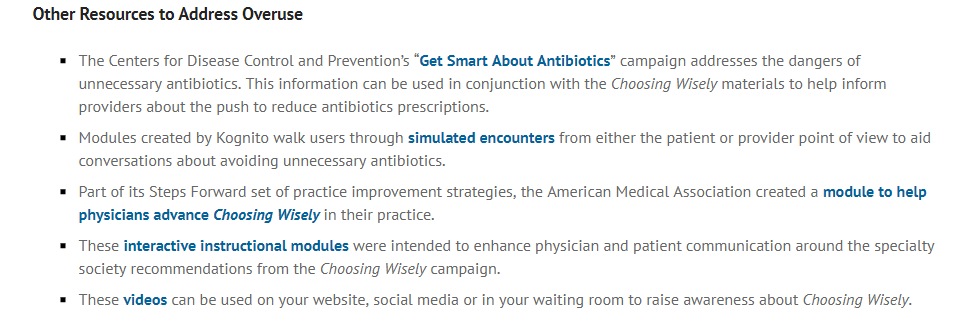 Other Resources to Address Overuse
▪ The Centers for Disease Control and Prevention’s “Get Smart About Antibiotics” campaign addresses the dangers of
unnecessary antibiotics. This information can be used in conjunction with the Choosing Wisely materials to help inform
providers about the push to reduce antibiotics prescriptions.
▪ Modules created by Kognito walk users through simulated encounters from either the patient or provider point of view to aid
conversations about avoiding unnecessary antibiotics.
▪ Part of its Steps Forward set of practice improvement strategies, the American Medical Association created a module to help
physicians advance Choosing Wisely in their practice.
▪ These interactive instructional modules were intended to enhance physician and patient communication around the specialty
society recommendations from the Choosing Wisely campaign.
▪ These videos can be used on your website, social media or in your waiting room to raise awareness about Choosing Wisely.